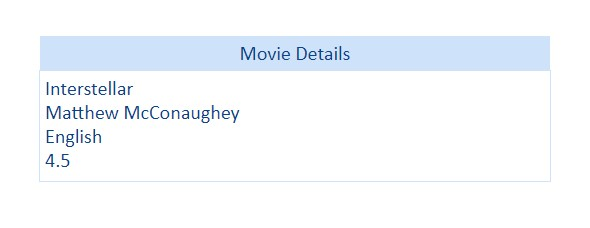 Movie Details
Interstellar
Matthew McConaughey
English
4.5